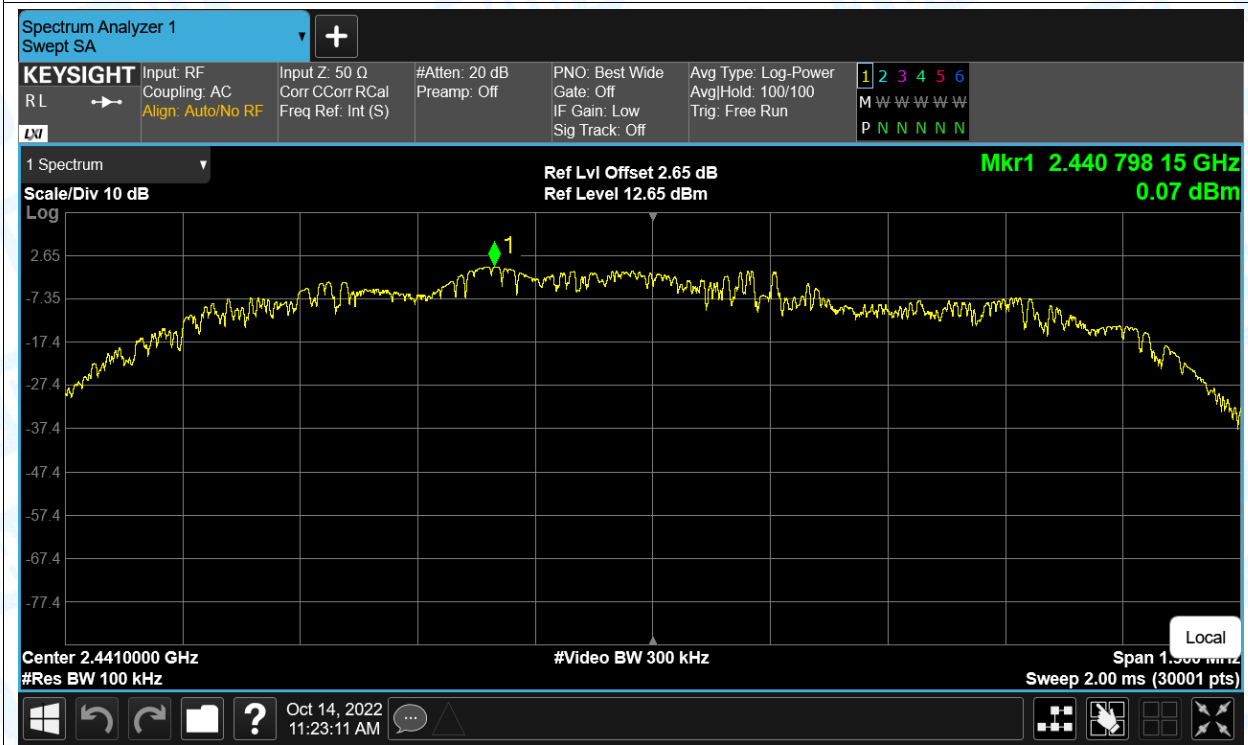 Spectrum Analyzer 1
Swept SA
KEYSIGHT
R L
LXI
Input: RF
Coupling: AC
Align: Auto/No RF
Input Z: 50 Ω
Corr CCorr RCal
Freq Ref: Int (S)
#Atten: 20 dB
Preamp: Off
PNO: Best Wide
Gate: Off
IF Gain: Low
Sig Track: Off
Avg Type: Log-Power
Avg|Hold: 100/100
Trig: Free Run
1 2 3 4 5 6
M W W W W W
P N N N N N
1 Spectrum
Scale/Div 10 dB
Log
Ref Lvl Offset 2.65 dB
Ref Level 12.65 dBm
Mkr1 2.440 798 15 GHz
0.07 dBm
1
2.65
-7.35
-17.4
-27.4
-37.4
-47.4
-57.4
-67.4
-77.4
Local
Center 2.4410000 GHz
#Video BW 300 kHz
Span
#Res BW 100 kHz
Sweep 2.00 ms (30001 pts)
?
Oct 14, 2022
11:23:11 AM